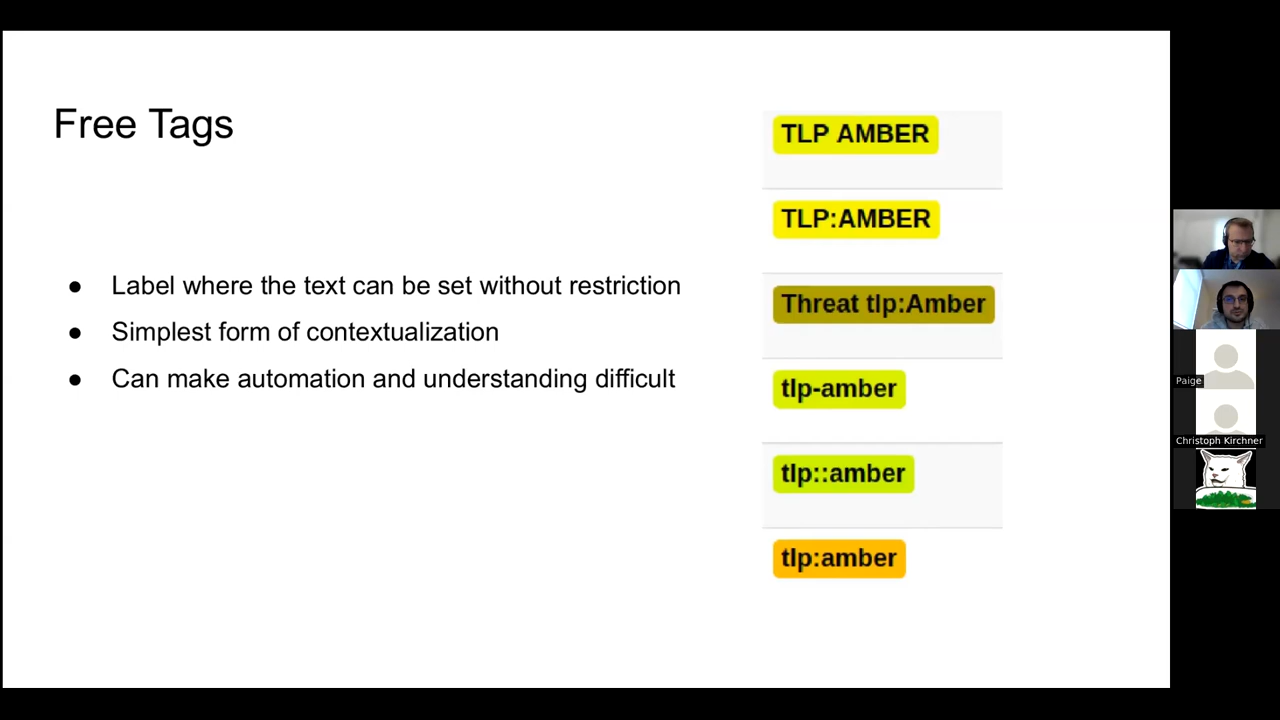 Free Tags
● Label where the text can be set without restriction
● Simplest form of contextualization
● Can make automation and understanding difficult
TLP AMBER
TLP:AMBER
Threat tlp:Amber
tlp-amber
tlp::amber
tlp:amber
Paige
Christoph Kirchner